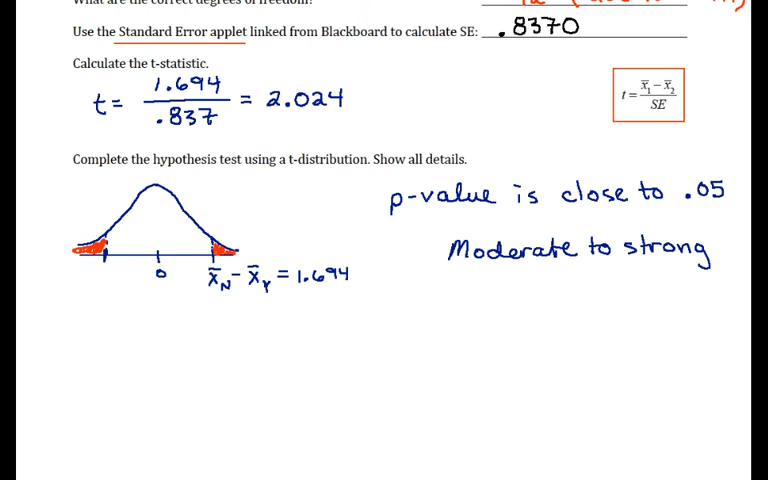 What are the correct degrees of freedom?
Use the Standard Error applet linked from Blackboard to calculate SE: .8370
Calculate the t-statistic.
t = 1.694 / .837 = 2.024
t = x̄₁ − x̄₂ / SE
Complete the hypothesis test using a t-distribution. Show all details.
p-value is close to .05
Moderate to strong
0
x̄N − x̄Y = 1.694